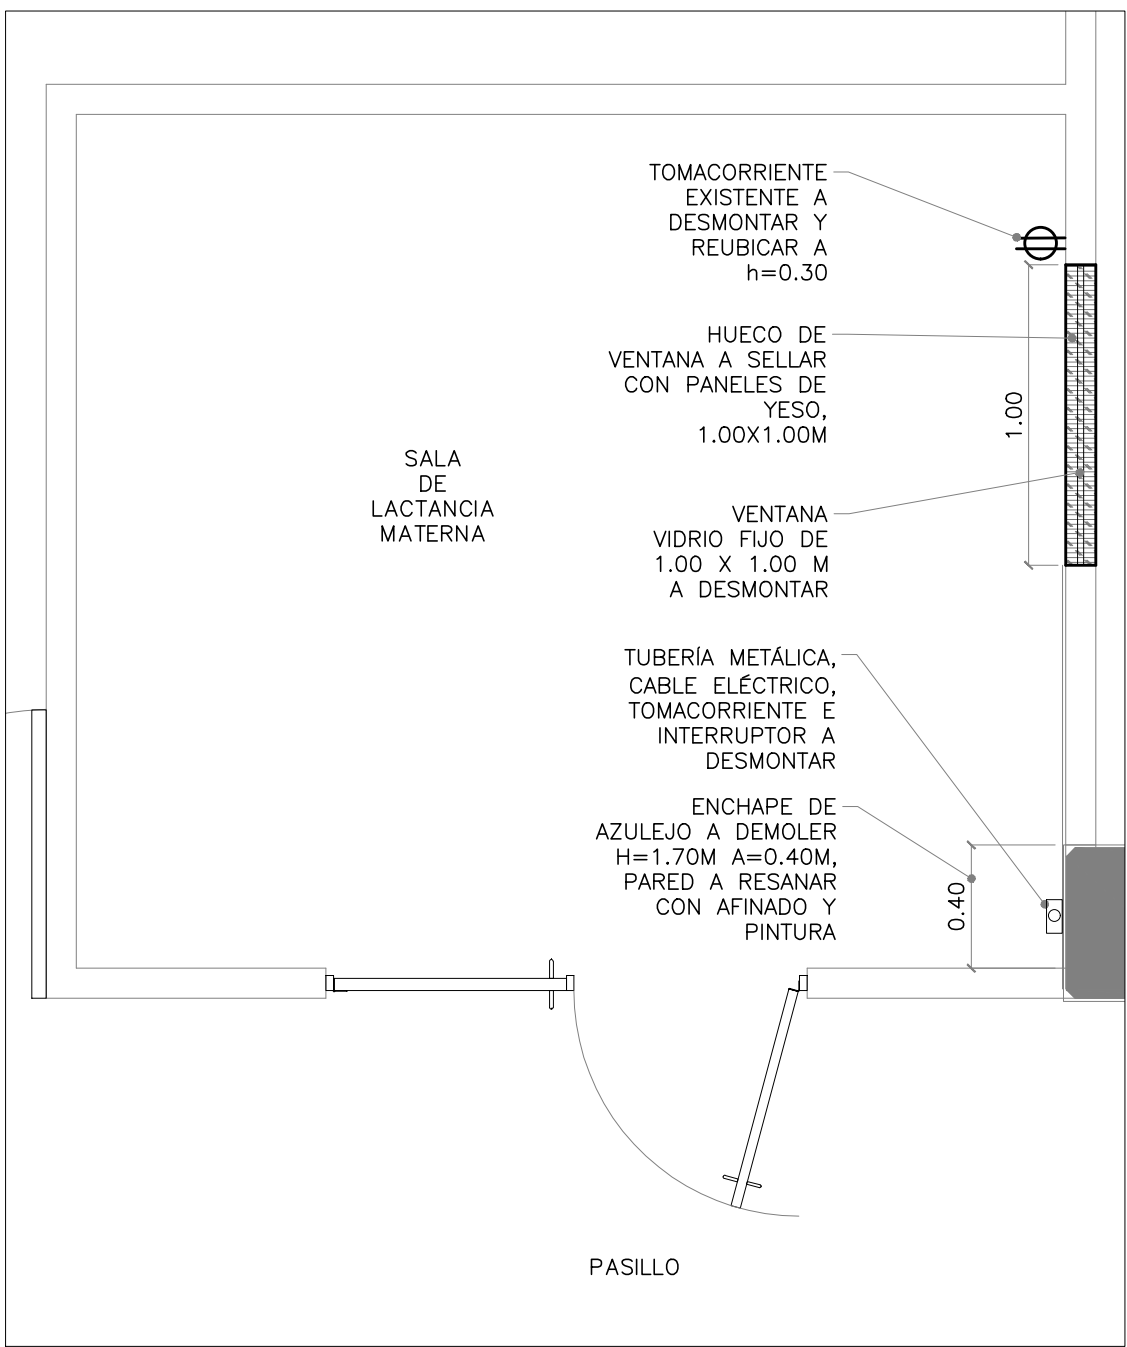 TOMACORRIENTE
EXISTENTE A
DESMONTAR Y
REUBICAR A
h=0.30
HUECO DE
VENTANA A SELLAR
CON PANELES DE
YESO,
1.00X1.00M
1.00
SALA
DE
LACTANCIA
MATERNA
VENTANA
VIDRIO FIJO DE
1.00 X 1.00 M
A DESMONTAR
TUBERÍA METÁLICA,
CABLE ELÉCTRICO,
TOMACORRIENTE E
INTERRUPTOR A
DESMONTAR
ENCHAPE DE
AZULEJO A DEMOLER
H=1.70M A=0.40M,
PARED A RESANAR
CON AFINADO Y
PINTURA
0.40
PASILLO